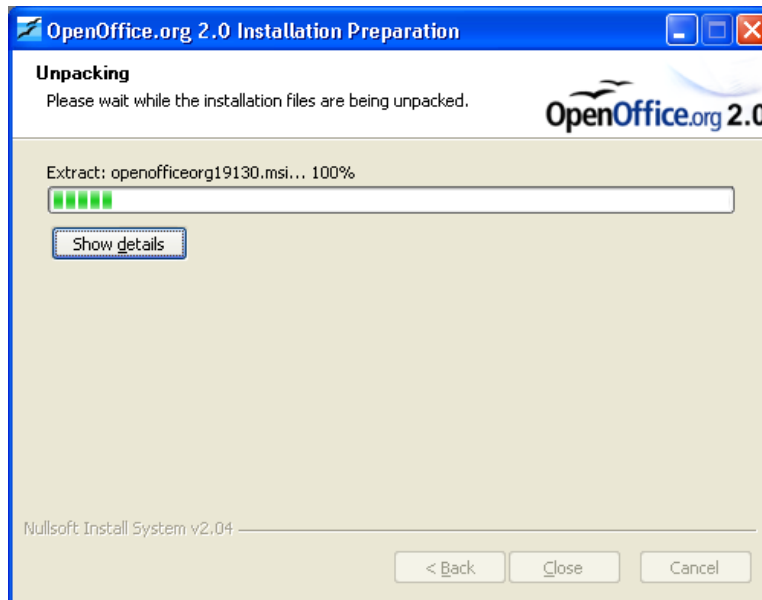 OpenOffice.org 2.0 Installation Preparation
Unpacking
Please wait while the installation files are being unpacked.
OpenOffice.org 2.0
Extract: openofficeorg19130.msi... 100%
Show details
Nullsoft Install System v2.04
< Back Close Cancel